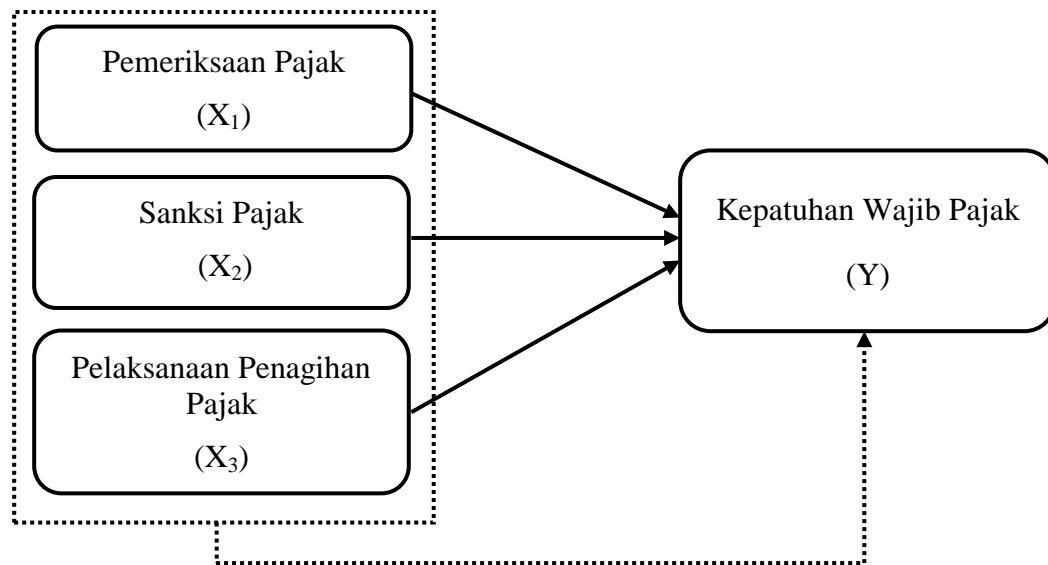 Pemeriksaan Pajak
(X₁)
Sanksi Pajak
(X₂)
Pelaksanaan Penagihan
Pajak
(X₃)
Kepatuhan Wajib Pajak
(Y)